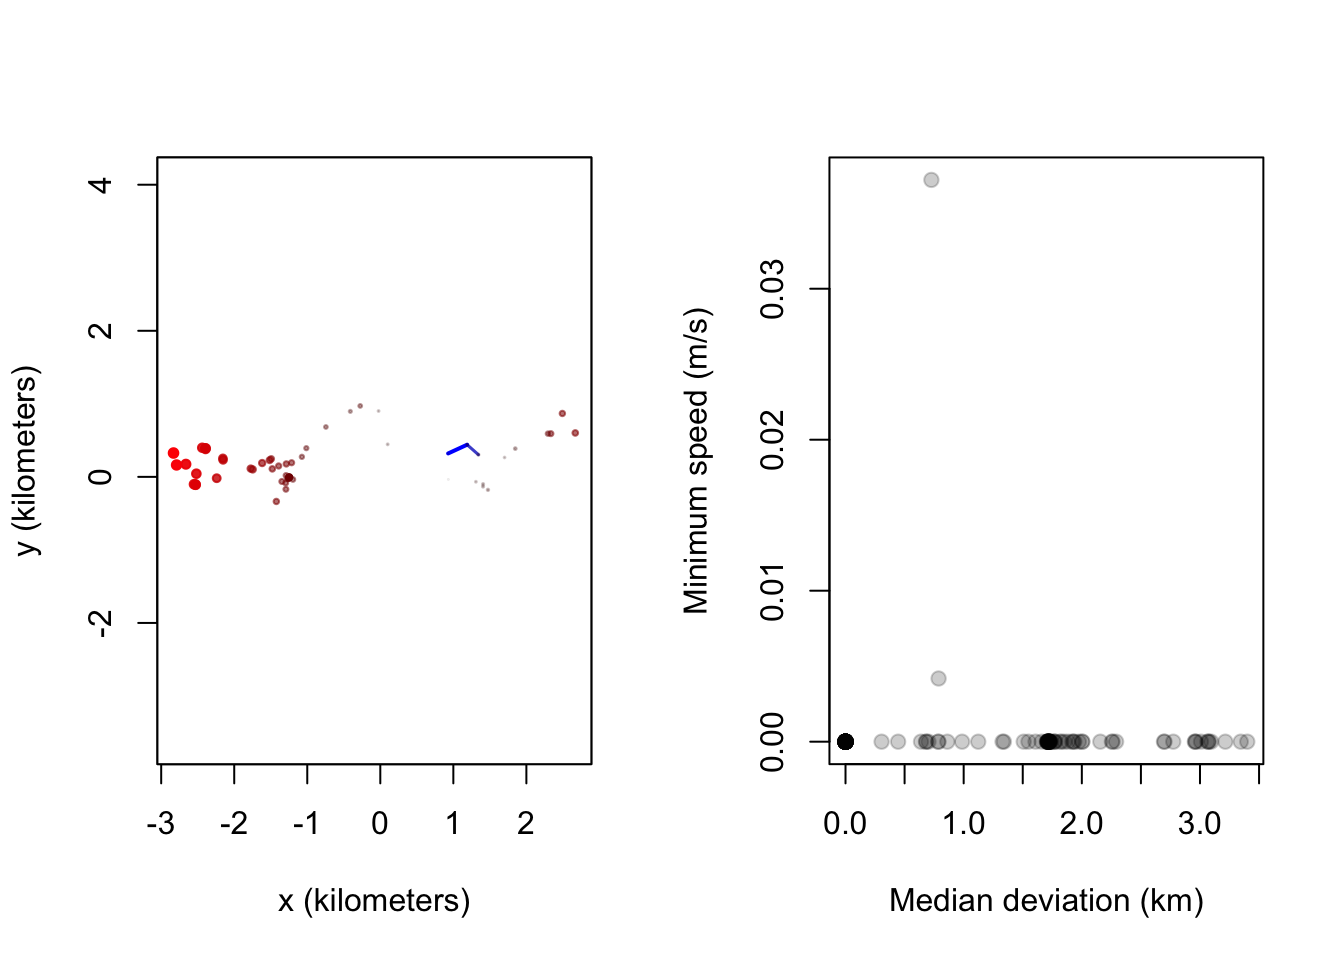 4
2
0
-2
y (kilometers)
-3 -2 -1 0 1 2
x (kilometers)
0.03
0.02
0.01
0.00
Minimum speed (m/s)
0.0 1.0 2.0 3.0
Median deviation (km)